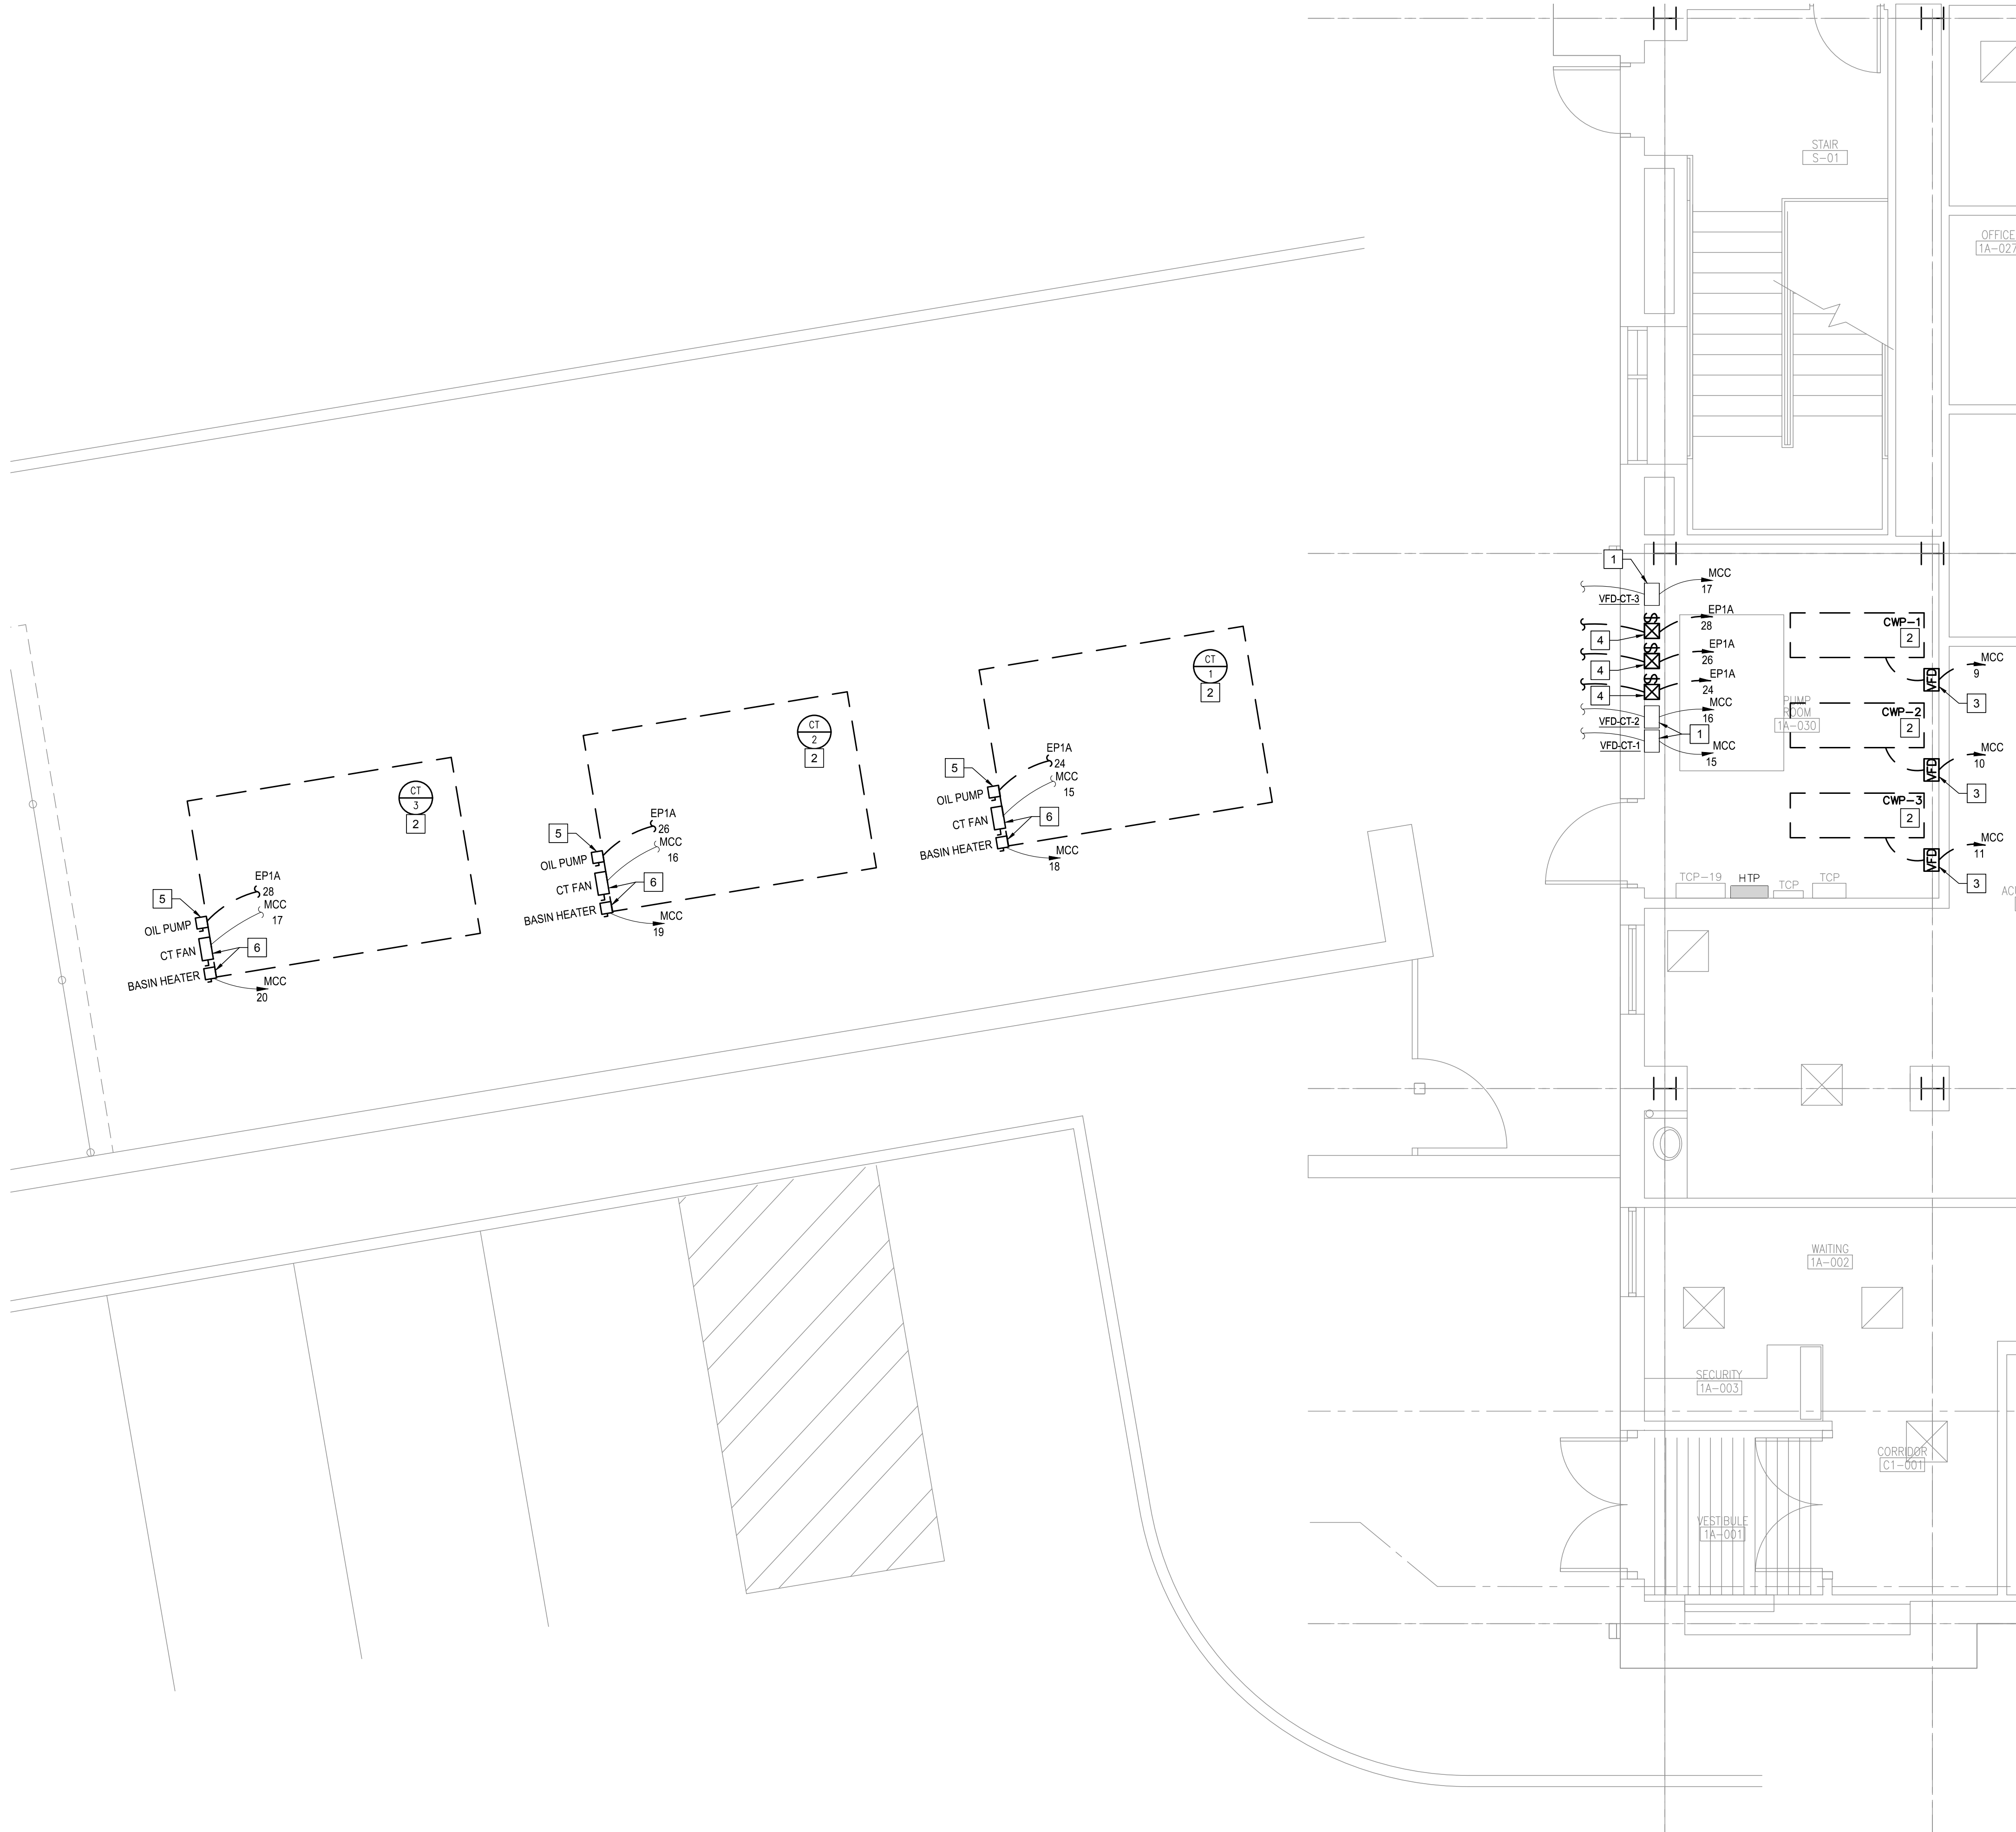 STAIR
S-01
OFFICE
1A-027
1
MCC
17
VFD-CT-3
EP1A
28
4
S
EP1A
26
4
S
EP1A
24
4
S
MCC
16
VFD-CT-2
1
VFD-CT-1
MCC
15
PUMP
ROOM
1A-030
CWP-1
2
VFD
MCC
9
3
CWP-2
2
VFD
MCC
10
3
CWP-3
2
VFD
MCC
11
3
TCP-19
HTP
TCP
TCP
CT
1
2
5
EP1A
24
MCC
15
OIL PUMP
CT FAN
6
BASIN HEATER
MCC
18
CT
2
2
5
EP1A
26
MCC
16
OIL PUMP
CT FAN
6
BASIN HEATER
MCC
19
CT
3
2
5
EP1A
28
MCC
17
OIL PUMP
CT FAN
6
BASIN HEATER
MCC
20
WAITING
1A-002
SECURITY
1A-003
CORRIDOR
C1-001
VESTIBULE
1A-001